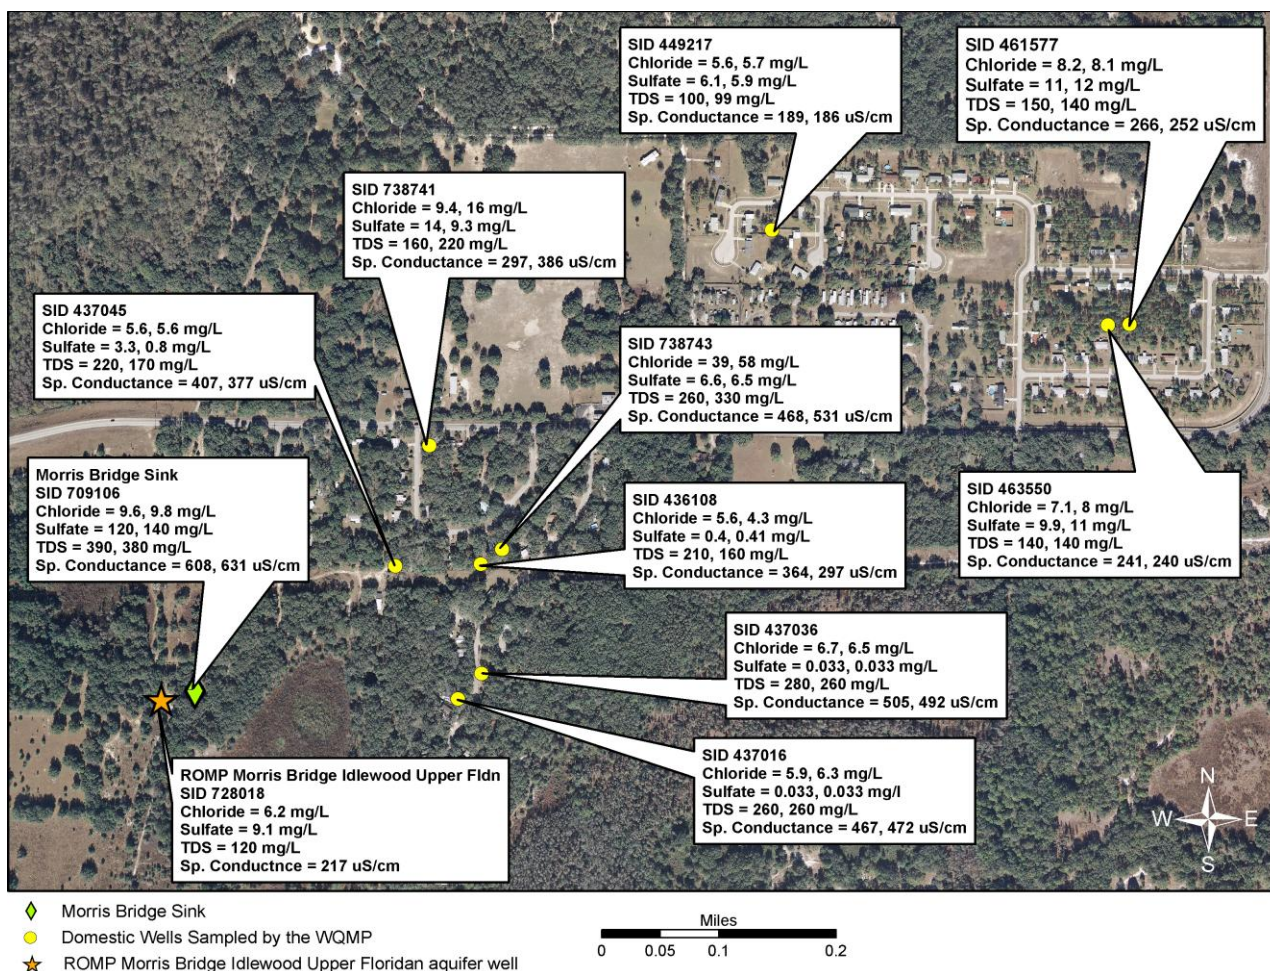 SID 449217
Chloride = 5.6, 5.7 mg/L
Sulfate = 6.1, 5.9 mg/L
TDS = 100, 99 mg/L
Sp. Conductance = 189, 186 uS/cm
SID 461577
Chloride = 8.2, 8.1 mg/L
Sulfate = 11, 12 mg/L
TDS = 150, 140 mg/L
Sp. Conductance = 266, 252 uS/cm
SID 738741
Chloride = 9.4, 16 mg/L
Sulfate = 14, 9.3 mg/L
TDS = 160, 220 mg/L
Sp. Conductance = 297, 386 uS/cm
SID 437045
Chloride = 5.6, 5.6 mg/L
Sulfate = 3.3, 0.8 mg/L
TDS = 220, 170 mg/L
Sp. Conductance = 407, 377 uS/cm
SID 738743
Chloride = 39, 58 mg/L
Sulfate = 6.6, 6.5 mg/L
TDS = 260, 330 mg/L
Sp. Conductance = 468, 531 uS/cm
Morris Bridge Sink
SID 709106
Chloride = 9.6, 9.8 mg/L
Sulfate = 120, 140 mg/L
TDS = 390, 380 mg/L
Sp. Conductance = 608, 631 uS/cm
SID 436108
Chloride = 5.6, 4.3 mg/L
Sulfate = 0.4, 0.41 mg/L
TDS = 210, 160 mg/L
Sp. Conductance = 364, 297 uS/cm
SID 463550
Chloride = 7.1, 8 mg/L
Sulfate = 9.9, 11 mg/L
TDS = 140, 140 mg/L
Sp. Conductance = 241, 240 uS/cm
SID 437036
Chloride = 6.7, 6.5 mg/L
Sulfate = 0.033, 0.033 mg/L
TDS = 280, 260 mg/L
Sp. Conductance = 505, 492 uS/cm
SID 437016
Chloride = 5.9, 6.3 mg/L
Sulfate = 0.033, 0.033 mg/l
TDS = 260, 260 mg/L
Sp. Conductance = 467, 472 uS/cm
ROMP Morris Bridge Idlewood Upper Fldn
SID 728018
Chloride = 6.2 mg/L
Sulfate = 9.1 mg/L
TDS = 120 mg/L
Sp. Conductnce = 217 uS/cm
N
W E
S
Morris Bridge Sink
Domestic Wells Sampled by the WQMP
ROMP Morris Bridge Idlewood Upper Floridan aquifer well
Miles
0 0.05 0.1 0.2